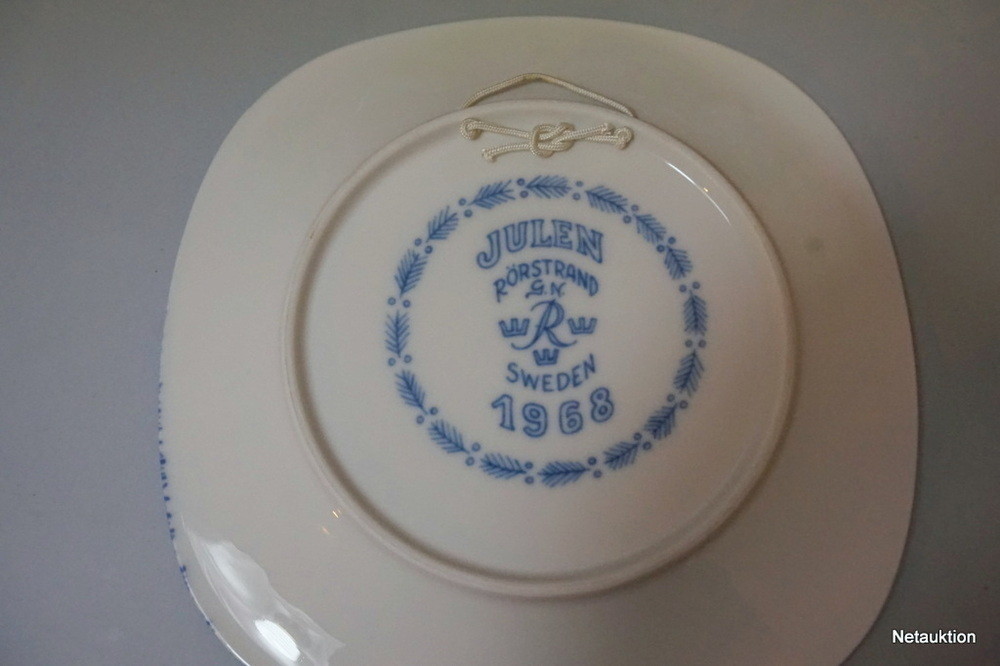 JULEN
RÖRSTRAND
G.N.
R
SWEDEN
1968
Netauktion